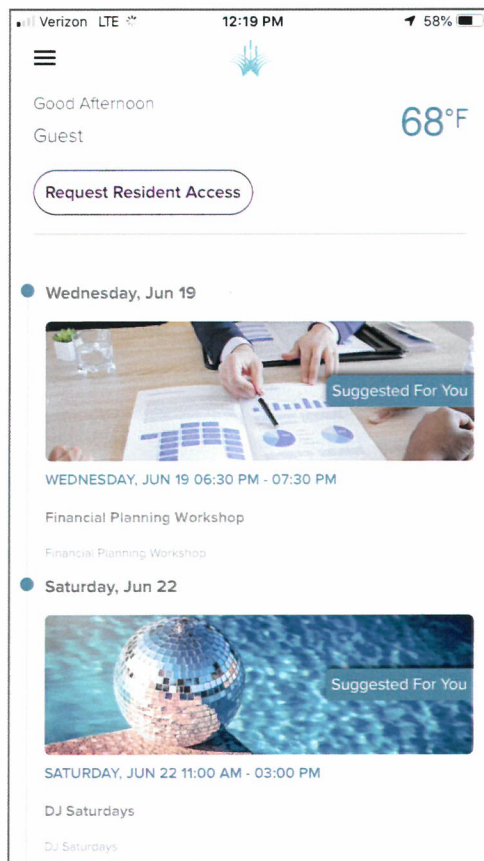 Verizon LTE 12:19 PM 58%
Good Afternoon
Guest
68°F
Request Resident Access
Wednesday, Jun 19
Suggested For You
WEDNESDAY, JUN 19 06:30 PM - 07:30 PM
Financial Planning Workshop
Financial Planning Workshop
Saturday, Jun 22
Suggested For You
SATURDAY, JUN 22 11:00 AM - 03:00 PM
DJ Saturdays
DJ Saturdays